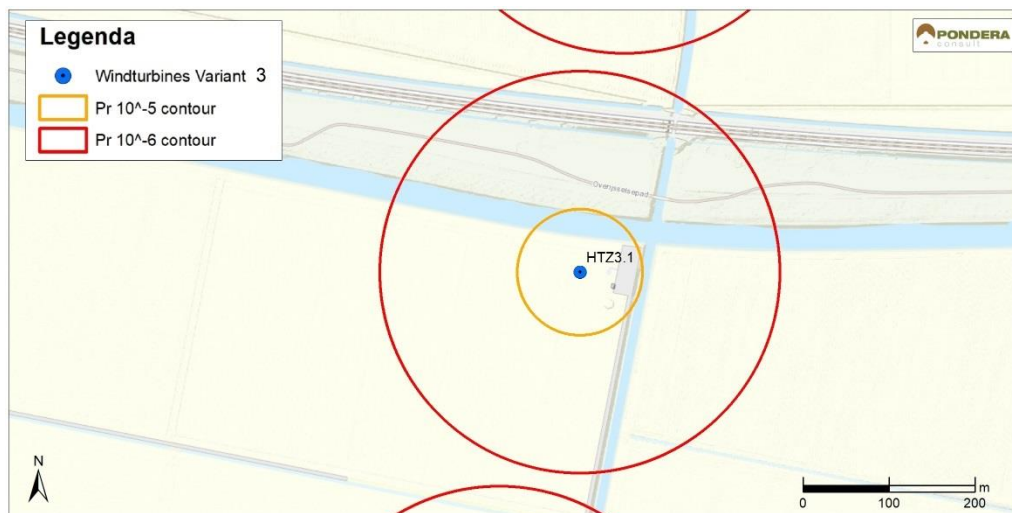 Legenda
Windturbines Variant 3
Pr 10^-5 contour
Pr 10^-6 contour
PONDERA
consult
Overijsselsepad
HTZ3.1
N
0 100 200 m